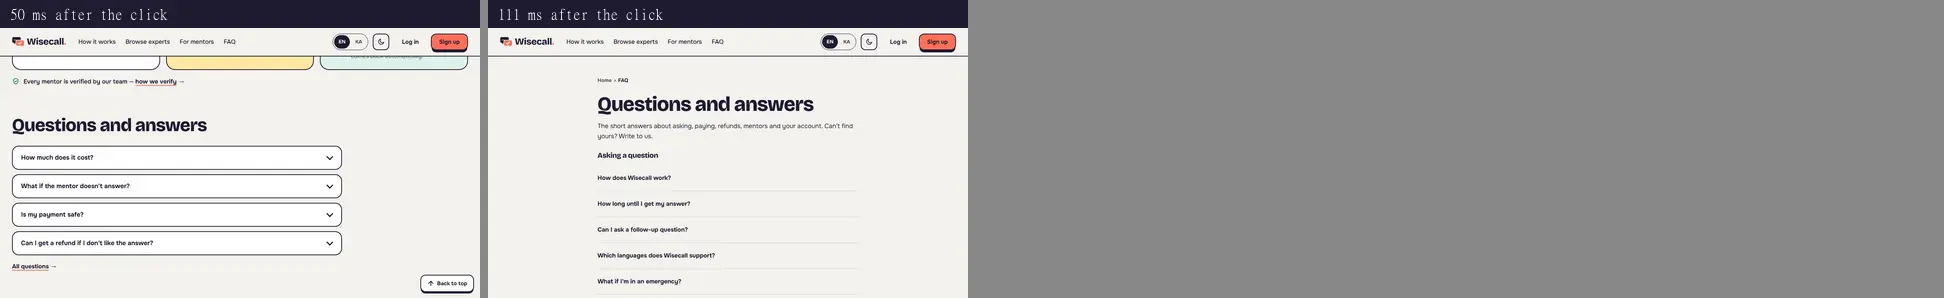 50 ms after the click
Wisecall.
How it works
Browse experts
For mentors
FAQ
EN
KA
Log in
Sign up
Every mentor is verified by our team — how we verify →
Questions and answers
How much does it cost?
What if the mentor doesn't answer?
Is my payment safe?
Can I get a refund if I don't like the answer?
All questions →
↑ Back to top
111 ms after the click
Wisecall.
How it works
Browse experts
For mentors
FAQ
EN
KA
Log in
Sign up
Home › FAQ
Questions and answers
The short answers about asking, paying, refunds, mentors and your account. Can't find
yours? Write to us.
Asking a question
How does Wisecall work?
How long until I get my answer?
Can I ask a follow-up question?
Which languages does Wisecall support?
What if I'm in an emergency?